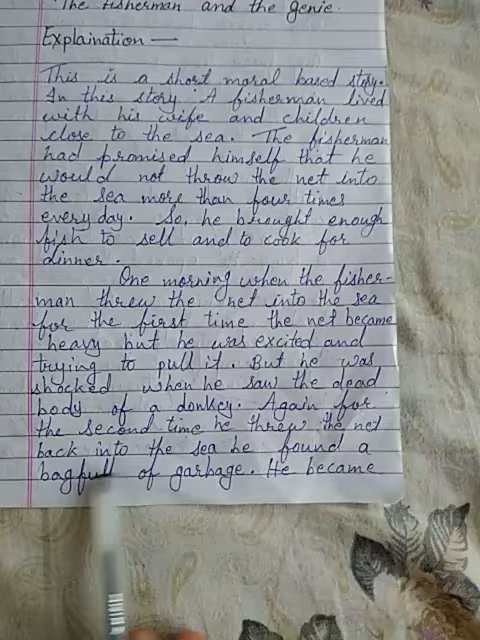 The fisherman and the genie.
Explaination —
This is a short moral based story.
In this story A fisherman lived
with his wife and children
close to the sea. The fisherman
had promised himself that he
would not throw the net into
the sea more than four times
every day. So, he brought enough
fish to sell and to cook for
dinner.
One morning when the fisher-
man threw the net into the sea
for the first time the net became
heavy but he was excited and
trying to pull it. But he was
shocked when he saw the dead
body of a donkey. Again for
the second time he threw the net
back into the sea he found a
bagfull of garbage. He became